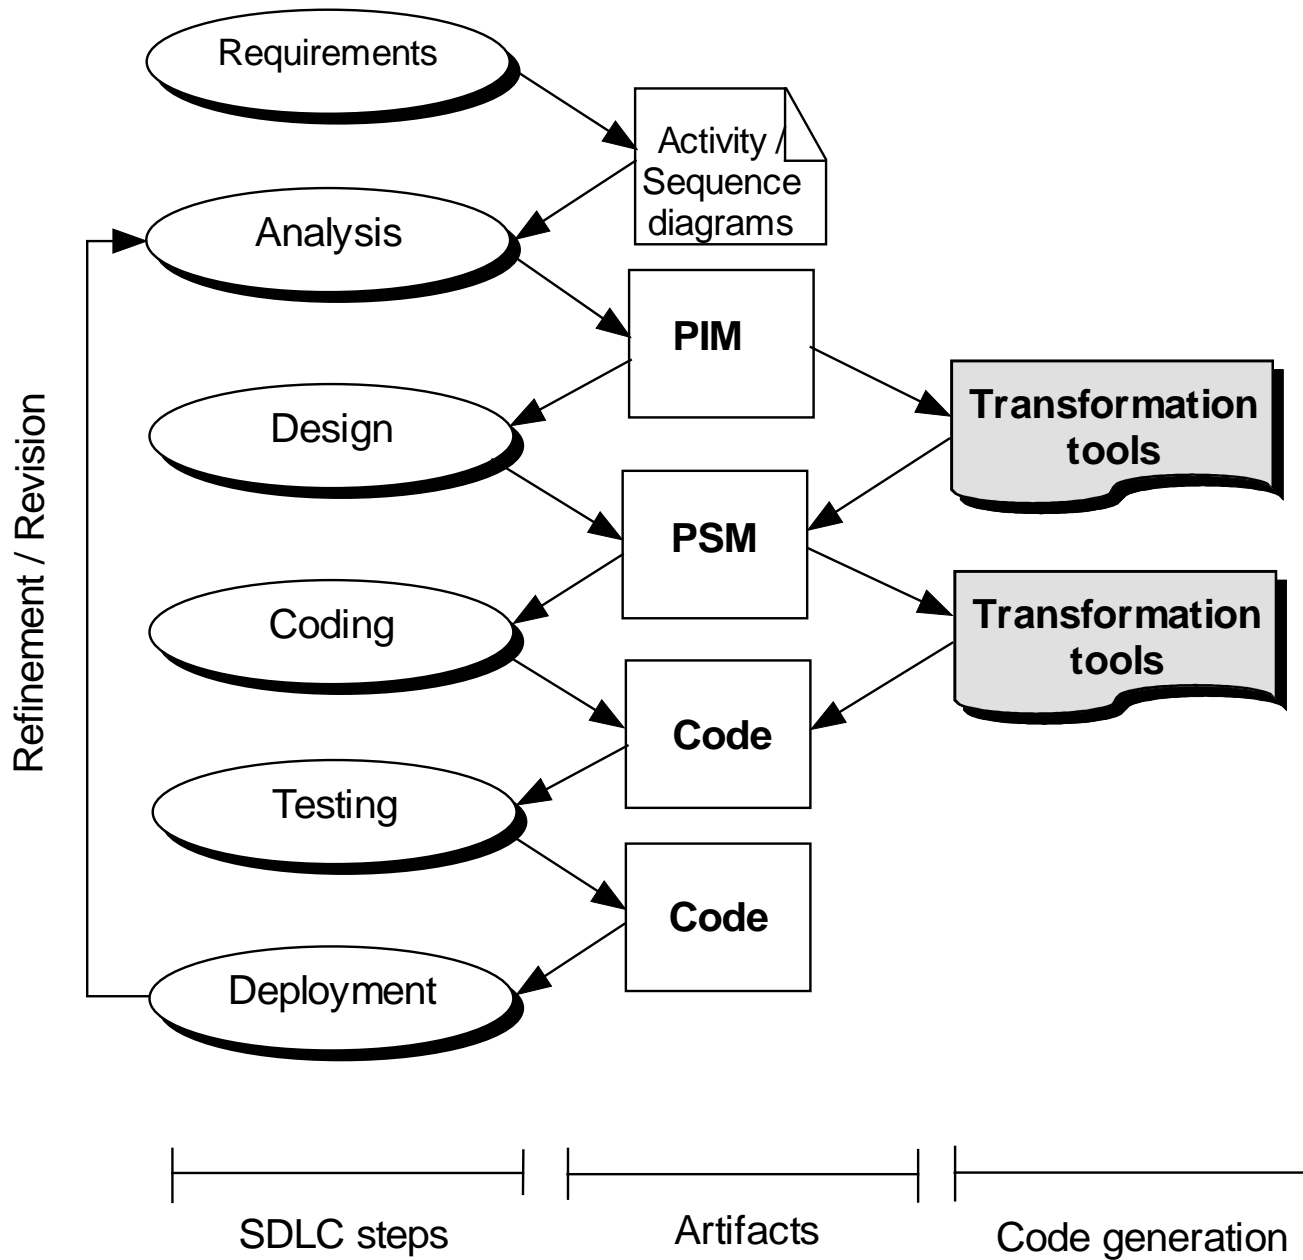 Requirements
Activity /
Sequence
diagrams
Analysis
PIM
Transformation
tools
Design
PSM
Transformation
tools
Coding
Code
Testing
Code
Deployment
Refinement / Revision
SDLC steps
Artifacts
Code generation